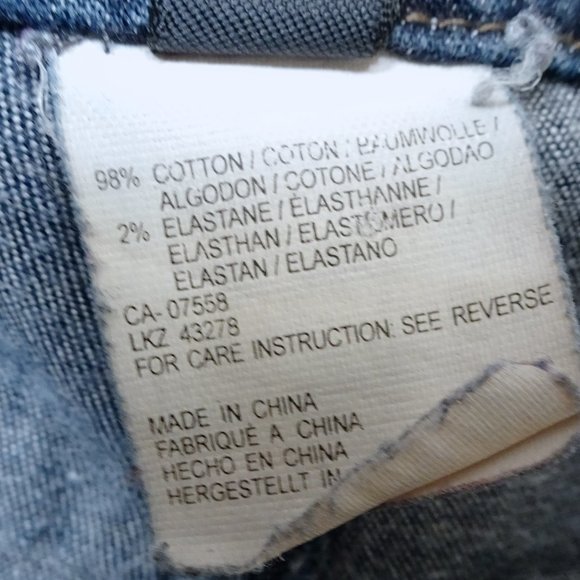 98% COTTON / COTON / BAUMWOLLE /
ALGODON / COTONE / ALGODAO
2% ELASTANE / ÉLASTHANNE /
ELASTHAN / ELASTÓMERO /
ELASTAN / ELASTANO
CA- 07558
LKZ 43278
FOR CARE INSTRUCTION: SEE REVERSE
MADE IN CHINA
FABRIQUÉ A CHINA
HECHO EN CHINA
HERGESTELLT IN